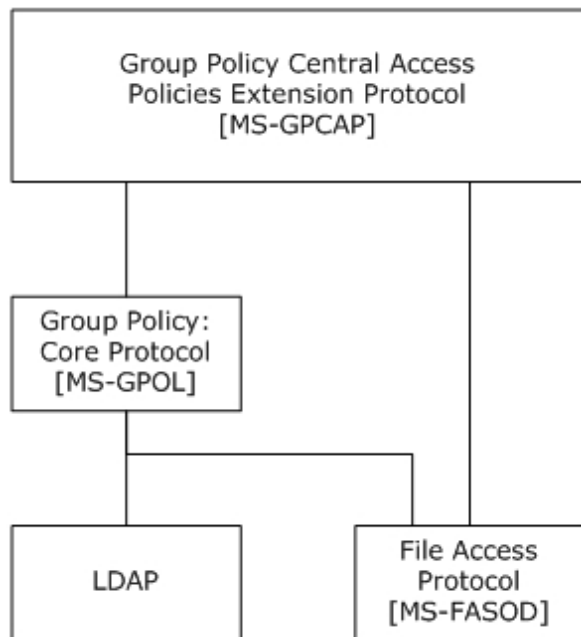 Group Policy Central Access
Policies Extension Protocol
[MS-GPCAP]
Group Policy:
Core Protocol
[MS-GPOL]
LDAP
File Access
Protocol
[MS-FASOD]